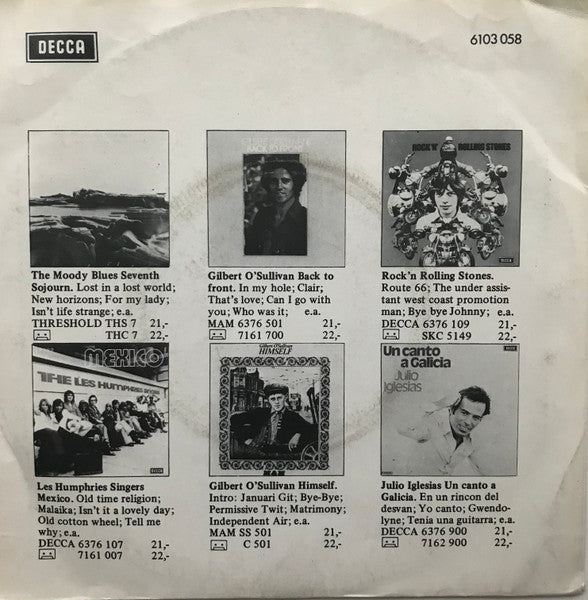 DECCA
6103 058
BACK TO FRONT
ROCK'N' ROLLING STONES
The Moody Blues Seventh
Sojourn. Lost in a lost world;
New horizons; For my lady;
Isn't life strange; e.a.
THRESHOLD THS 7 21,-
THC 7 22,-
Gilbert O'Sullivan Back to
front. In my hole; Clair;
That's love; Can I go with
you; Who was it; e.a.
MAM 6376 501 21,-
7161 700 22,-
Rock'n Rolling Stones.
Route 66; The under assis-
tant west coast promotion
man; Bye bye Johnny; e.a.
DECCA 6376 109 21,-
SKC 5149 22,-
MEXICO
THE LES HUMPHRIES SINGERS
Gilbert O'Sullivan
HIMSELF
MAM
Un canto
a Galicia
Julio
Iglesias
Les Humphries Singers
Mexico. Old time religion;
Malaika; Isn't it a lovely day;
Old cotton wheel; Tell me
why; e.a.
DECCA 6376 107 21,-
7161 007 22,-
Gilbert O'Sullivan Himself.
Intro: Januari Git; Bye-Bye;
Permissive Twit; Matrimony;
Independent Air; e.a.
MAM SS 501 21,-
C 501 22,-
Julio Iglesias Un canto a
Galicia. En un rincon del
desvan; Yo canto; Gwendo-
lyne; Tenia una guitarra; e.a.
DECCA 6376 900 21,-
7162 900 22,-